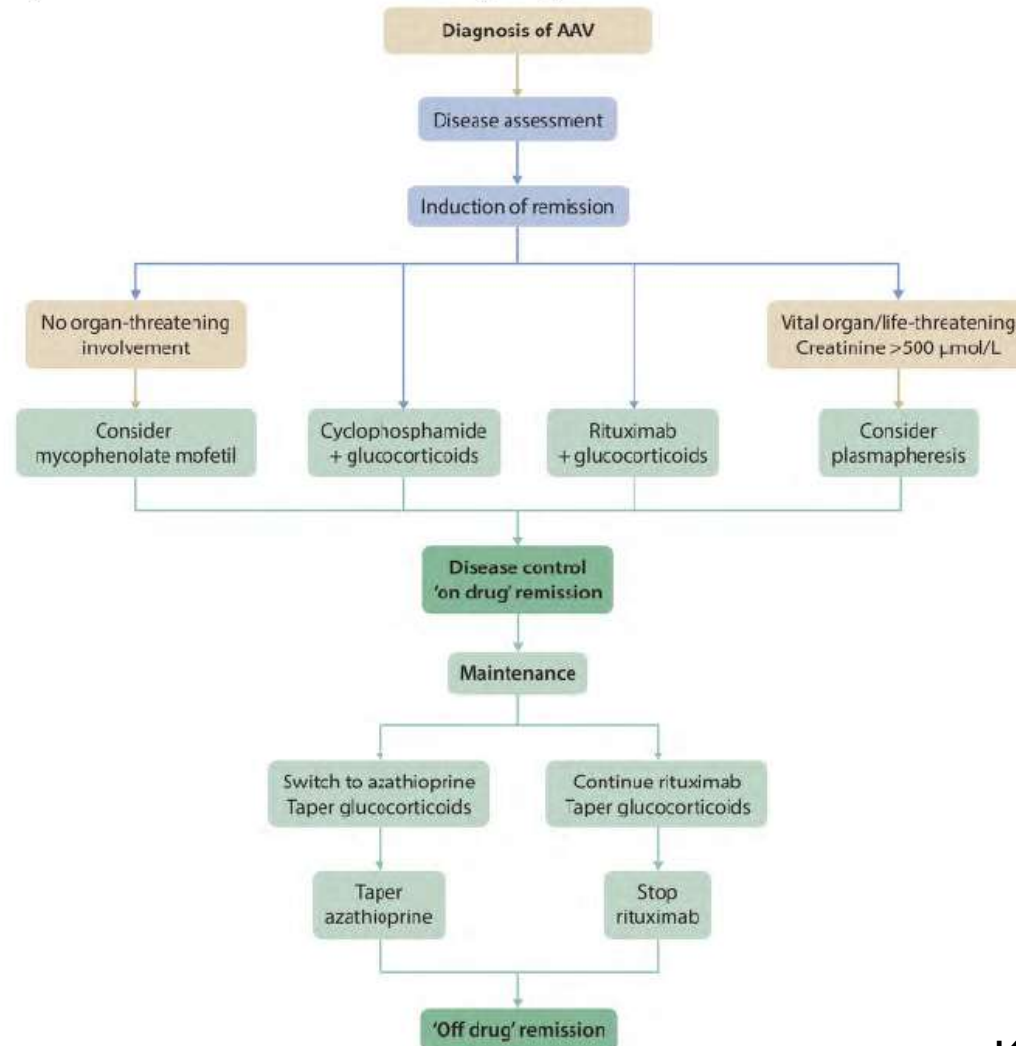 Diagnosis of AAV
Disease assessment
Induction of remission
No organ-threatening
involvement
Vital organ/life-threatening
Creatinine >500 µmol/L
Consider
mycophenolate mofetil
Cyclophosphamide
+ glucocorticoids
Rituximab
+ glucocorticoids
Consider
plasmapheresis
Disease control
'on drug' remission
Maintenance
Switch to azathioprine
Taper glucocorticoids
Continue rituximab
Taper glucocorticoids
Taper
azathioprine
Stop
rituximab
'Off drug' remission